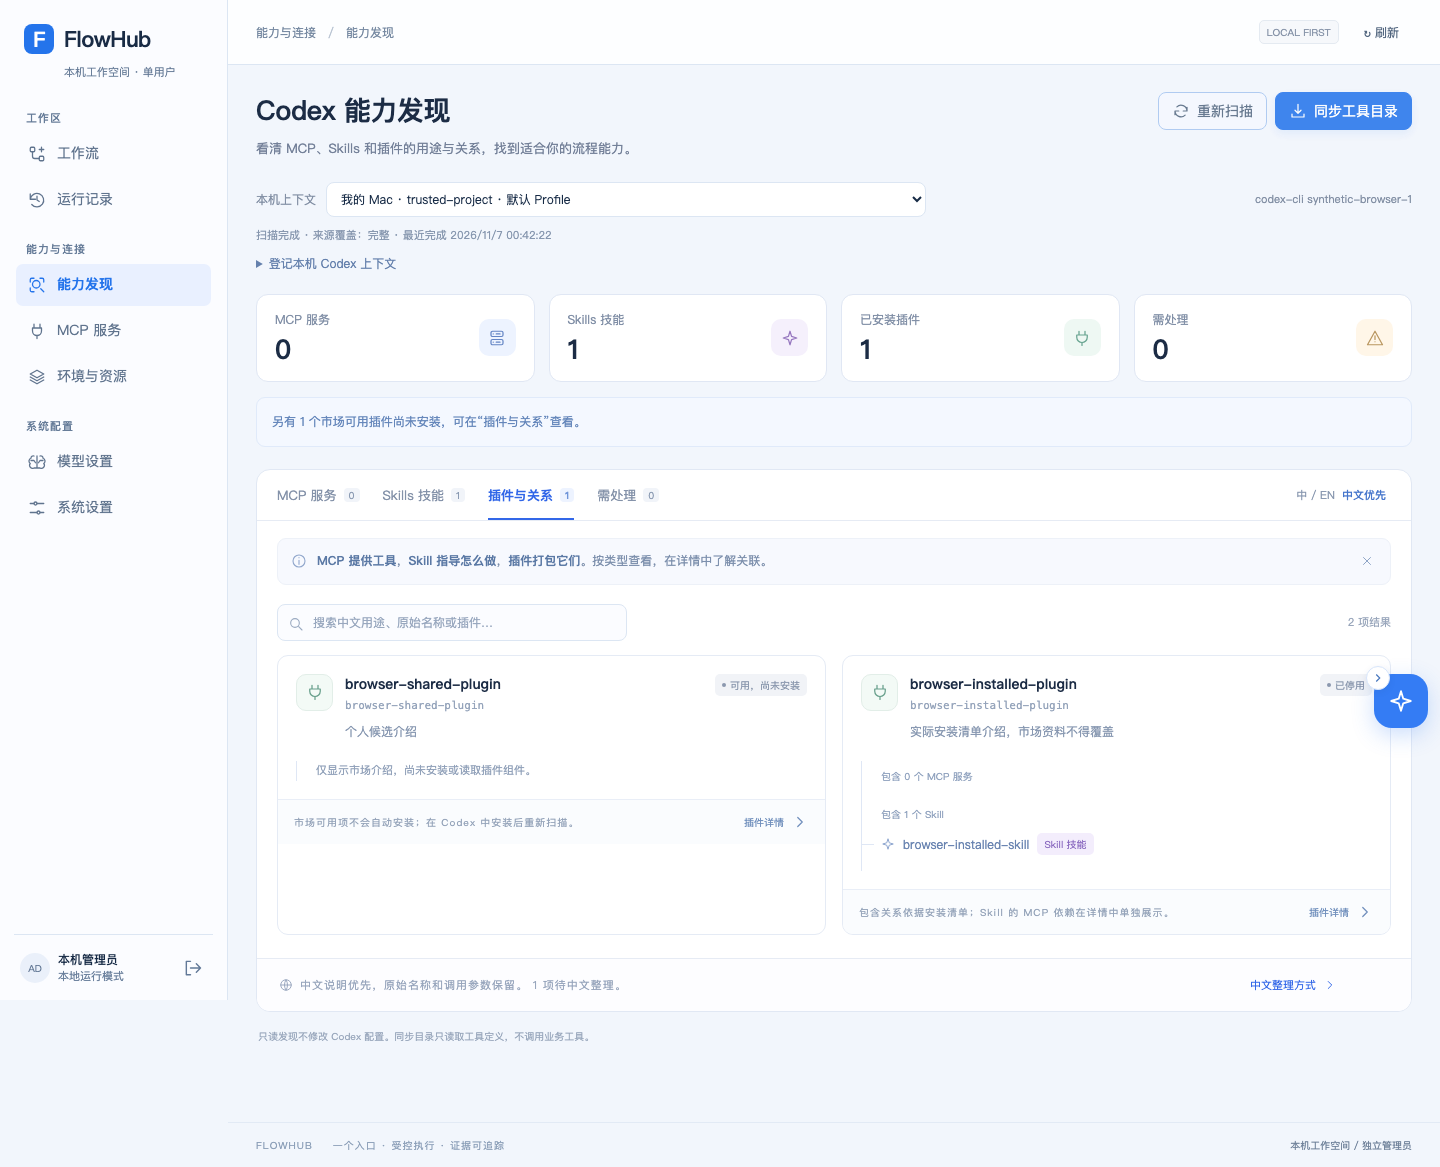 F FlowHub
本机工作空间 · 单用户
工作区
工作流
运行记录
能力与连接
能力发现
MCP 服务
环境与资源
系统配置
模型设置
系统设置
AD
本机管理员
本地运行模式
能力与连接 / 能力发现
LOCAL FIRST
↻ 刷新
Codex 能力发现
看清 MCP、Skills 和插件的用途与关系，找到适合你的流程能力。
重新扫描
同步工具目录
本机上下文
我的 Mac · trusted-project · 默认 Profile
codex-cli synthetic-browser-1
扫描完成 · 来源覆盖：完整 · 最近完成 2026/11/7 00:42:22
▶ 登记本机 Codex 上下文
MCP 服务
0
Skills 技能
1
已安装插件
1
需处理
0
另有 1 个市场可用插件尚未安装，可在“插件与关系”查看。
MCP 服务 0
Skills 技能 1
插件与关系 1
需处理 0
中 / EN 中文优先
MCP 提供工具，Skill 指导怎么做，插件打包它们。按类型查看，在详情中了解关联。
搜索中文用途、原始名称或插件...
2 项结果
browser-shared-plugin
• 可用，尚未安装
browser-shared-plugin
个人候选介绍
仅显示市场介绍，尚未安装或读取插件组件。
市场可用项不会自动安装；在 Codex 中安装后重新扫描。
插件详情
browser-installed-plugin
• 已停用
browser-installed-plugin
实际安装清单介绍，市场资料不得覆盖
包含 0 个 MCP 服务
包含 1 个 Skill
browser-installed-skill Skill 技能
包含关系依据安装清单；Skill 的 MCP 依赖在详情中单独展示。
插件详情
中文说明优先，原始名称和调用参数保留。 1 项待中文整理。
中文整理方式
只读发现不修改 Codex 配置。同步目录只读取工具定义，不调用业务工具。
FLOWHUB 一个入口 · 受控执行 · 证据可追踪
本机工作空间 / 独立管理员